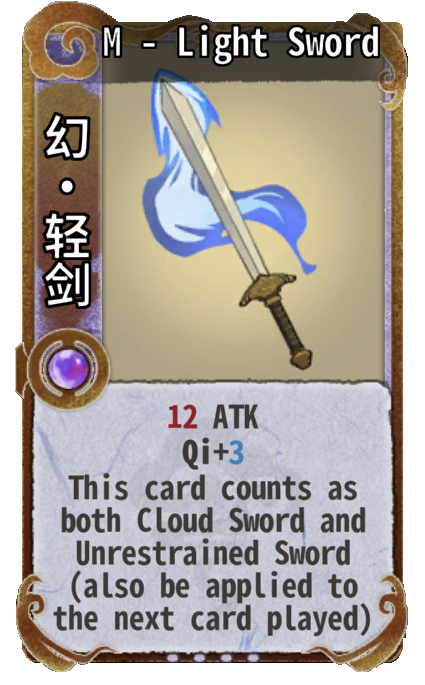 M - Light Sword
幻・轻剑
12 ATK
Qi+3
This card counts as
both Cloud Sword and
Unrestrained Sword
(also be applied to
the next card played)